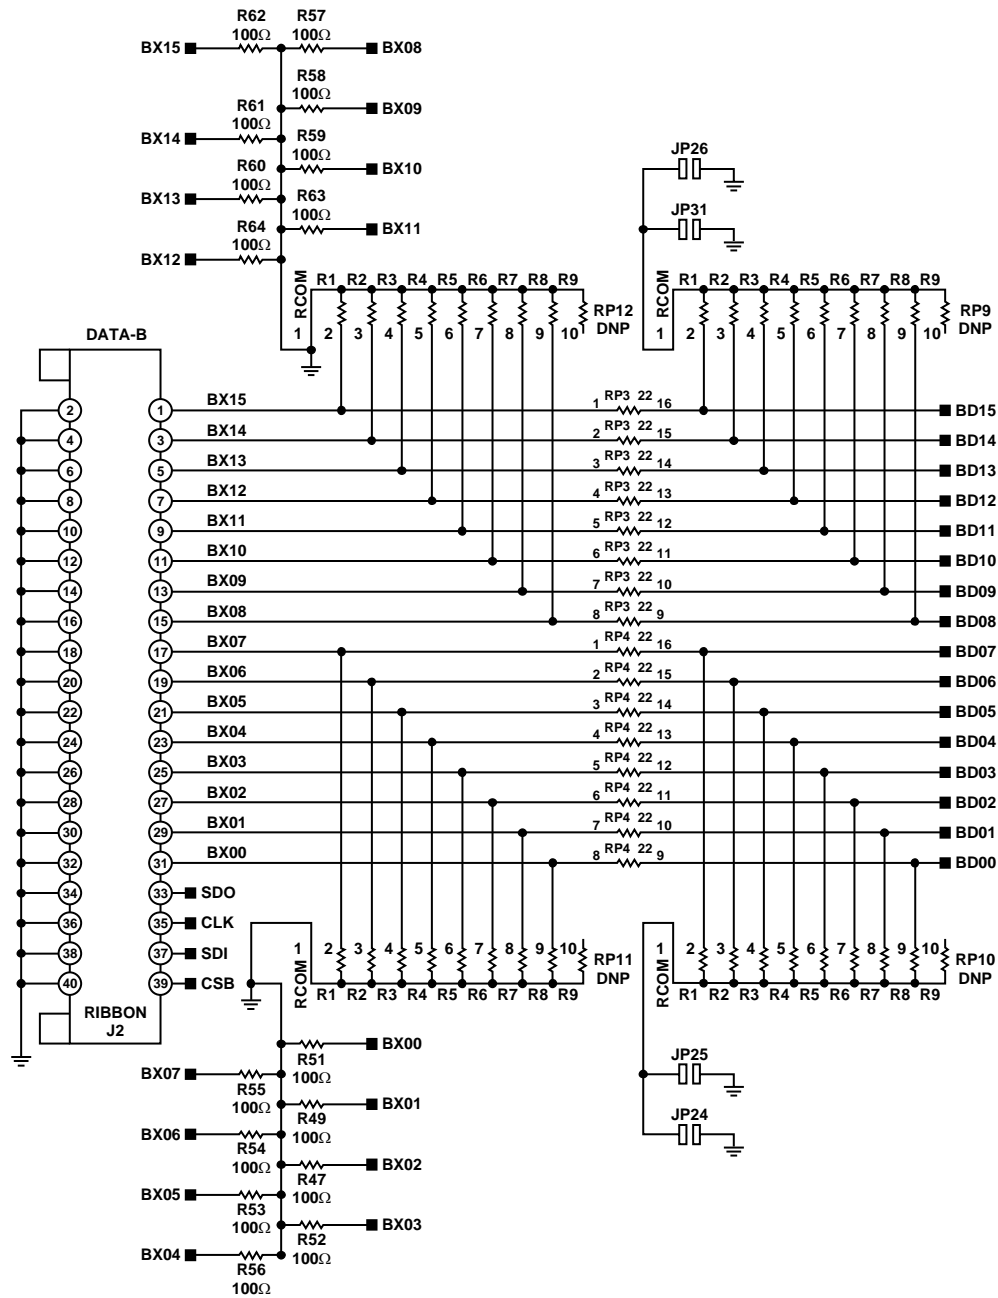 R62 R57
100Ω 100Ω
BX15 BX08
R58
100Ω
R61 BX09
100Ω
BX14 R59
100Ω
R60 BX10
100Ω
BX13 R63
100Ω
R64 BX11
100Ω
BX12
JP26
JP31
RCOM R1 R2 R3 R4 R5 R6 R7 R8 R9
1 2 3 4 5 6 7 8 9 10
RP12
DNP
RCOM R1 R2 R3 R4 R5 R6 R7 R8 R9
1 2 3 4 5 6 7 8 9 10
RP9
DNP
DATA-B
2 1 BX15 1 RP3 22 16 BD15
4 3 BX14 2 RP3 22 15 BD14
6 5 BX13 3 RP3 22 14 BD13
8 7 BX12 4 RP3 22 13 BD12
10 9 BX11 5 RP3 22 12 BD11
12 11 BX10 6 RP3 22 11 BD10
14 13 BX09 7 RP3 22 10 BD09
16 15 BX08 8 RP3 22 9 BD08
18 17 BX07 1 RP4 22 16 BD07
20 19 BX06 2 RP4 22 15 BD06
22 21 BX05 3 RP4 22 14 BD05
24 23 BX04 4 RP4 22 13 BD04
26 25 BX03 5 RP4 22 12 BD03
28 27 BX02 6 RP4 22 11 BD02
30 29 BX01 7 RP4 22 10 BD01
32 31 BX00 8 RP4 22 9 BD00
34 33 SDO
36 35 CLK
38 37 SDI
40 39 CSB
RIBBON
J2
1 2 3 4 5 6 7 8 9 10
RCOM R1 R2 R3 R4 R5 R6 R7 R8 R9
RP11
DNP
1 2 3 4 5 6 7 8 9 10
RCOM R1 R2 R3 R4 R5 R6 R7 R8 R9
RP10
DNP
BX00
R51
BX07 100Ω
R55 BX01
100Ω R49
BX06 100Ω
R54 BX02
100Ω R47
BX05 100Ω
R53 BX03
100Ω R52
BX04 100Ω
R56
100Ω
JP25
JP24